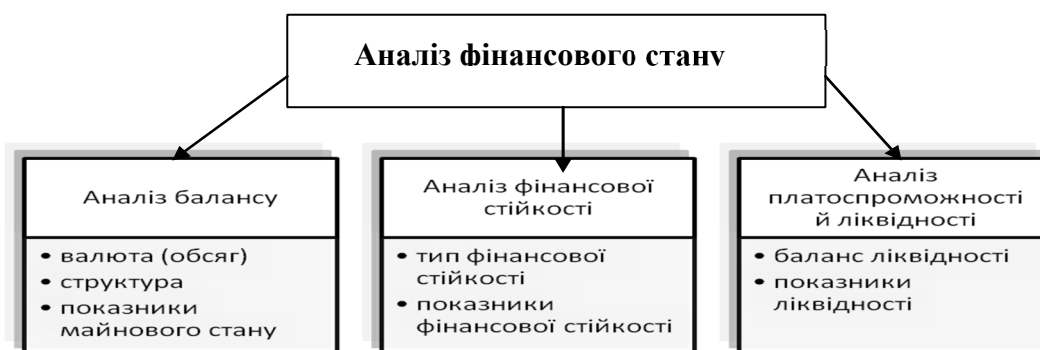 Аналіз фінансового стану
Аналіз балансу
• валюта (обсяг)
• структура
• показники
майнового стану
Аналіз фінансової
стійкості
• тип фінансової
стійкості
• показники
фінансової стійкості
Аналіз
платоспроможності
й ліквідності
• баланс ліквідності
• показники
ліквідності